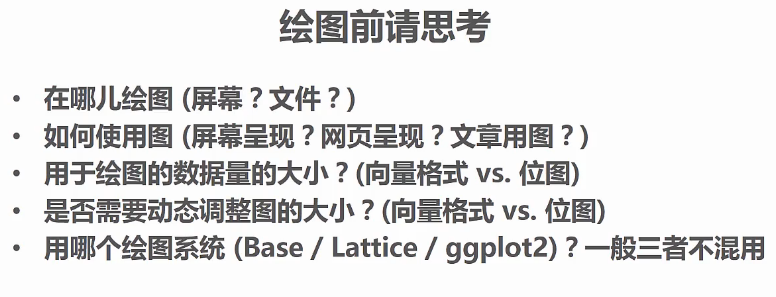 绘图前请思考
• 在哪儿绘图 (屏幕？文件？)
• 如何使用图 (屏幕呈现？网页呈现？文章用图？)
• 用于绘图的数据量的大小？(向量格式 vs. 位图)
• 是否需要动态调整图的大小？(向量格式 vs. 位图)
• 用哪个绘图系统 (Base / Lattice / ggplot2)？一般三者不混用